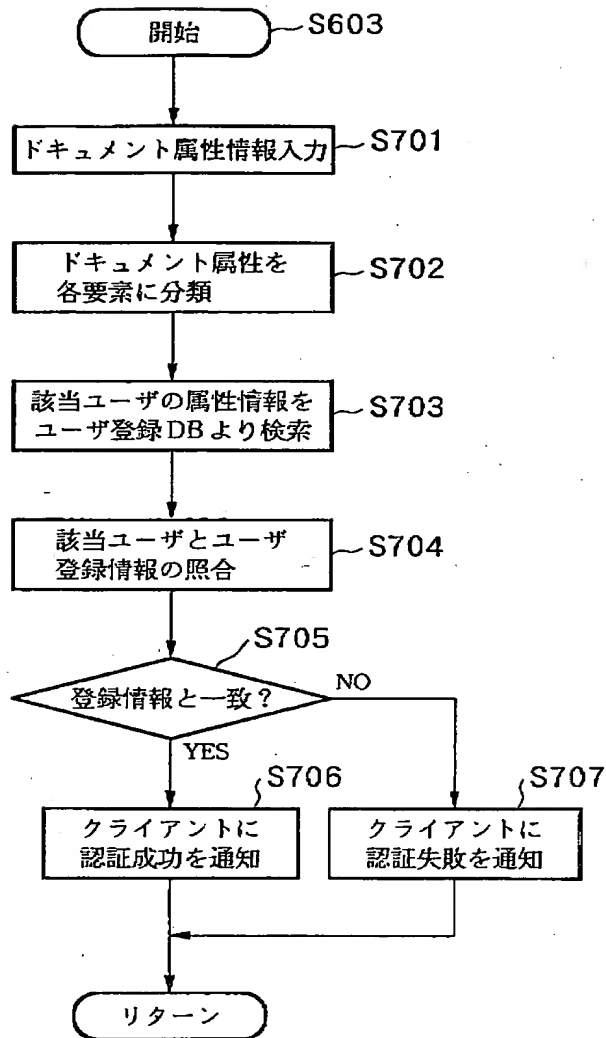 開始
S603
ドキュメント属性情報入力
S701
ドキュメント属性を
各要素に分類
S702
該当ユーザの属性情報を
ユーザ登録DBより検索
S703
該当ユーザとユーザ
登録情報の照合
S704
S705
登録情報と一致？
NO
YES
S706
クライアントに
認証成功を通知
S707
クライアントに
認証失敗を通知
リターン